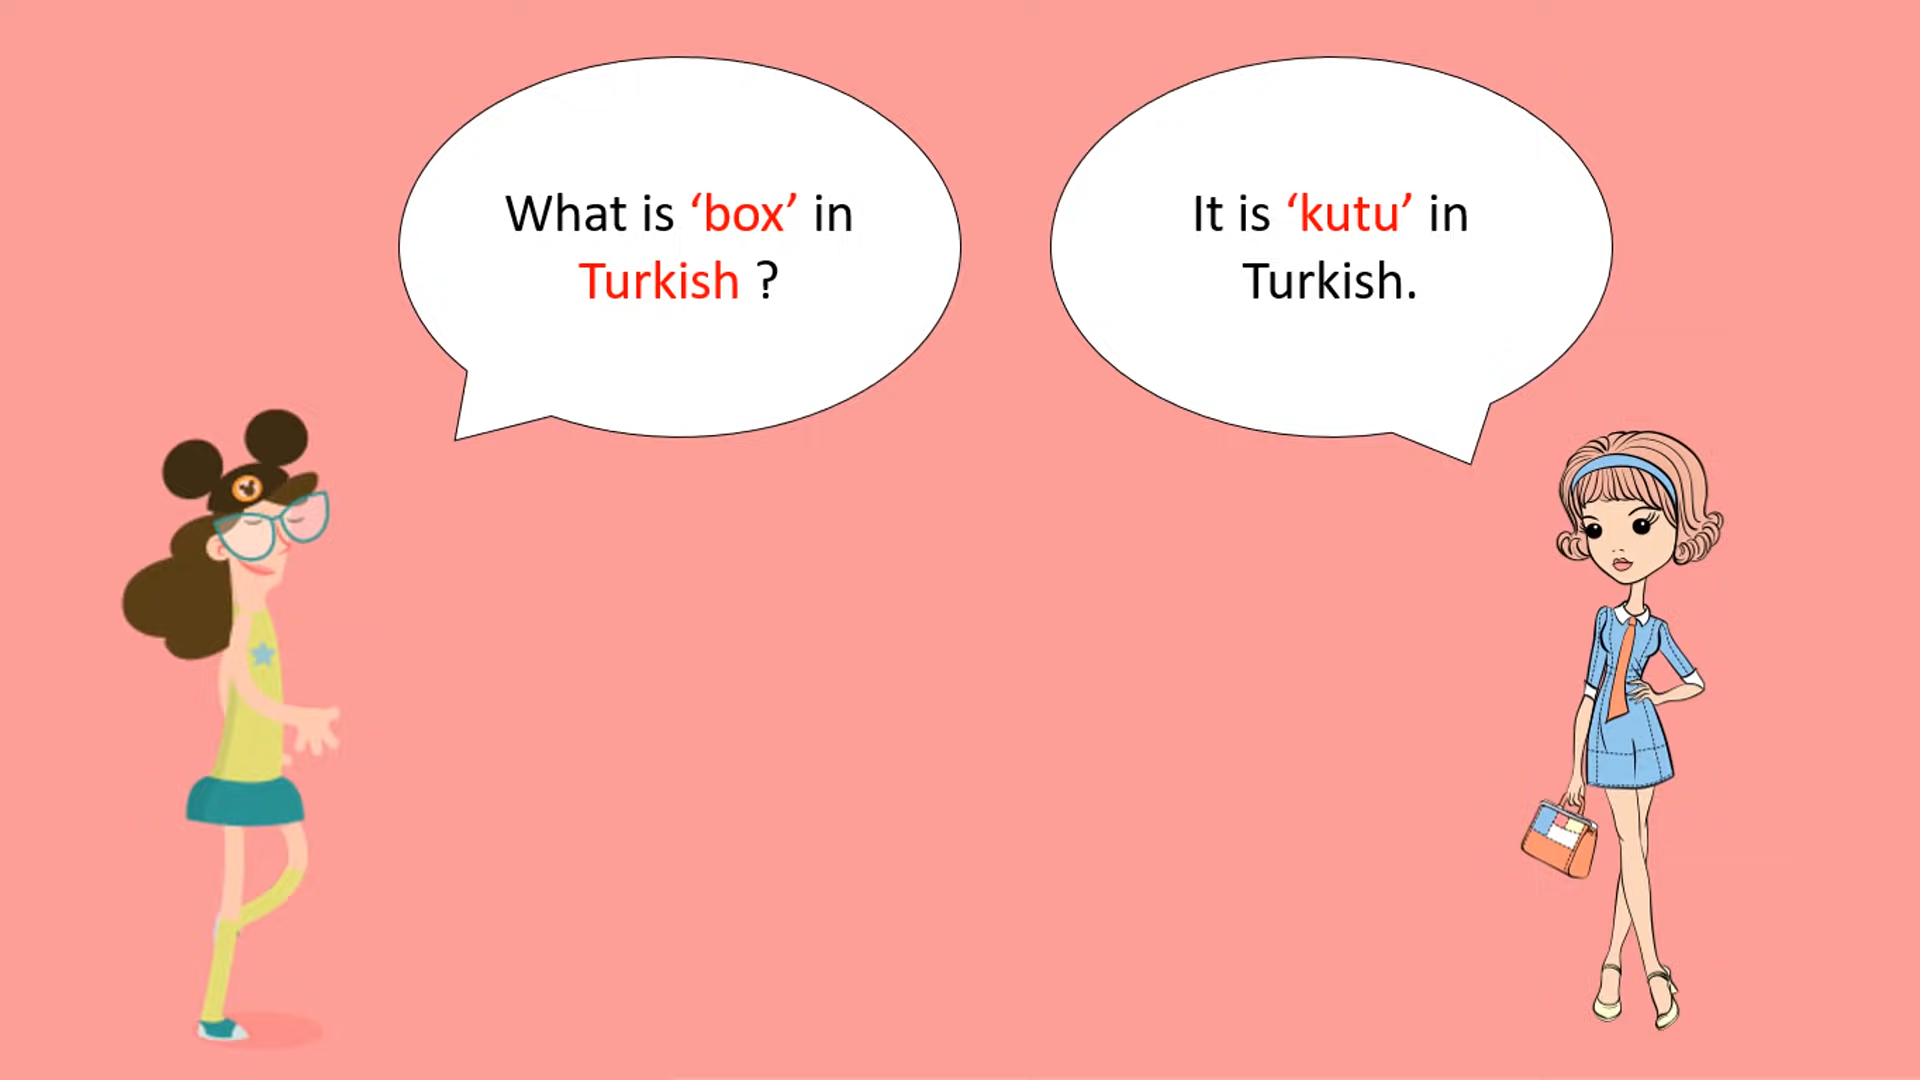 What is ‘box’ in
Turkish ?
It is ‘kutu’ in
Turkish.